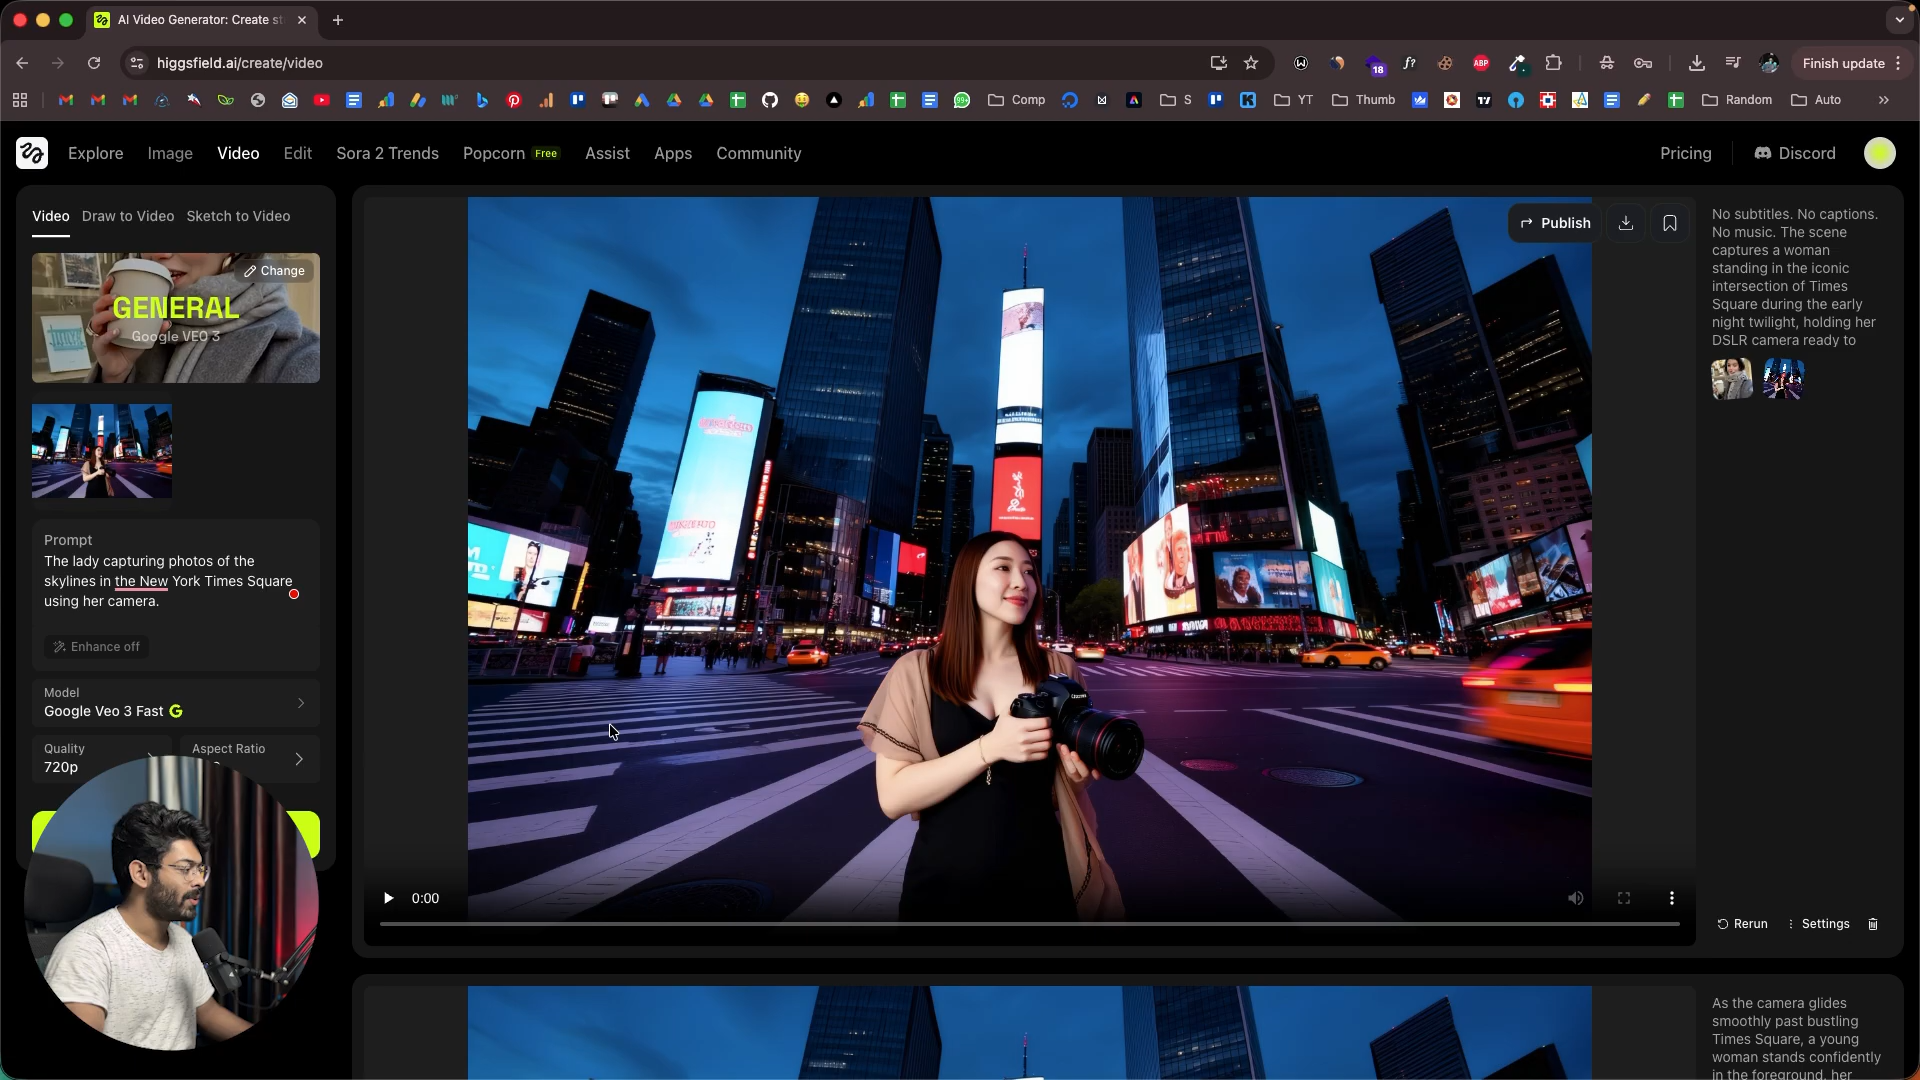 AI Video Generator: Create st
higgsfield.ai/create/video
18
f?
ABP
Finish update
99+
Comp
S
YT
Thumb
Random
Auto
Explore
Image
Video
Edit
Sora 2 Trends
Popcorn Free
Assist
Apps
Community
Pricing
Discord
Video
Draw to Video
Sketch to Video
Change
GENERAL
Google VEO 3
Prompt
The lady capturing photos of the
skylines in the New York Times Square
using her camera.
Enhance off
Model
Google Veo 3 Fast
Quality
720p
Aspect Ratio
Publish
0:00
No subtitles. No captions.
No music. The scene
captures a woman
standing in the iconic
intersection of Times
Square during the early
night twilight, holding her
DSLR camera ready to
Rerun
Settings
As the camera glides
smoothly past bustling
Times Square, a young
woman stands confidently
in the foreground, her